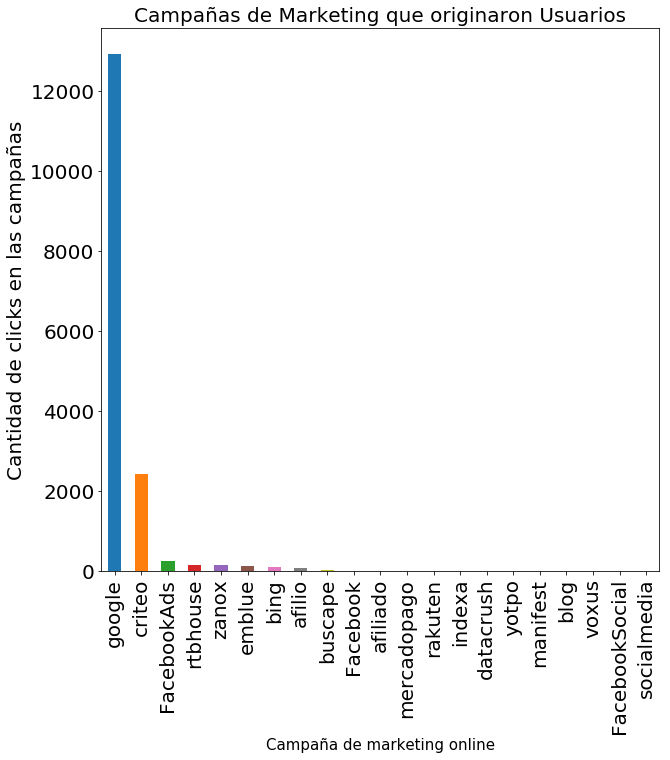 Campañas de Marketing que originaron Usuarios
Cantidad de clicks en las campañas
12000
10000
8000
6000
4000
2000
0
google
criteo
FacebookAds
rtbhouse
zanox
emblue
bing
afilio
buscape
Facebook
afiliado
mercadopago
rakuten
indexa
datacrush
yotpo
manifest
blog
voxus
FacebookSocial
socialmedia
Campaña de marketing online